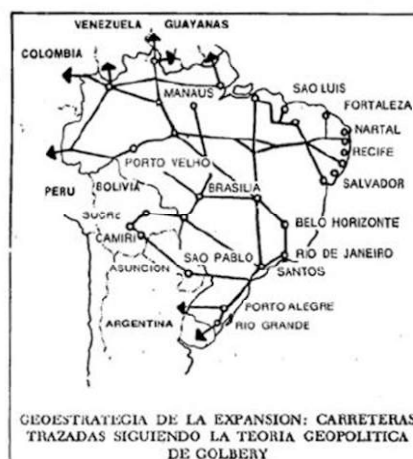 VENEZUELA GUAYANAS
COLOMBIA
MANAUS
SAO LUIS
FORTALEZA
NARTAL
RECIFE
PORTO VELHO
SALVADOR
PERU
BOLIVIA
BRASILIA
SUCRE
BELO HORIZONTE
CAMIRI
SAO PABLO
RIO DE JANEIRO
ASUNCION
SANTOS
PORTO ALEGRE
ARGENTINA
RIO GRANDE
GEOESTRATEGIA DE LA EXPANSION: CARRETERAS
TRAZADAS SIGUIENDO LA TEORIA GEOPOLITICA
DE GOLBERY